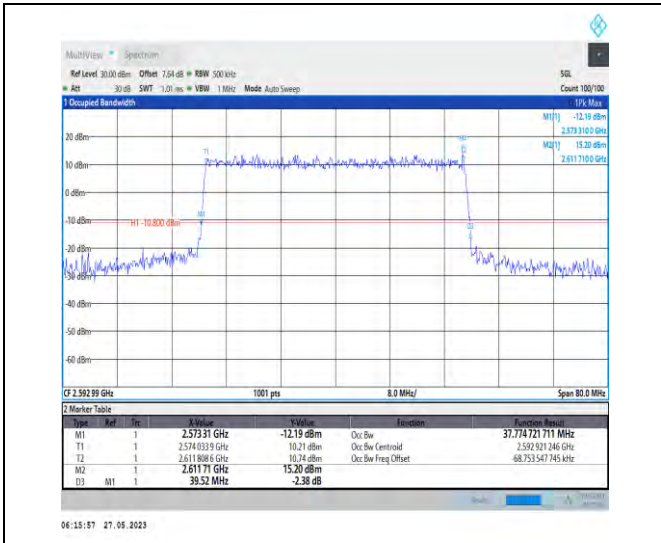 MultiView Spectrum
Ref Level 30.00 dBm Offset 7.64 dB RBW 500 kHz SGL
Att 30 dB SWT 1.01 ms VBW 1 MHz Mode Auto Sweep Count 100/100
1 Occupied Bandwidth 1Pk Max
M1[1] -12.19 dBm
2.573 3100 GHz
M2[1] 15.20 dBm
2.611 7100 GHz
20 dBm
T1
10 dBm
0 dBm
M1
-10 dBm
H1 -10.800 dBm
D3
-20 dBm
-30 dBm
-40 dBm
-50 dBm
-60 dBm
CF 2.592 99 GHz 1001 pts 8.0 MHz/ Span 80.0 MHz
2 Marker Table
Type Ref Trc X-Value Y-Value Function Function Result
M1 1 2.573 31 GHz -12.19 dBm Occ Bw 37.774 721 711 MHz
T1 1 2.574 033 9 GHz 10.21 dBm Occ Bw Centroid 2.592 921 246 GHz
T2 1 2.611 808 6 GHz 10.74 dBm Occ Bw Freq Offset -68.753 547 745 kHz
M2 1 2.611 71 GHz 15.20 dBm
D3 M1 1 39.52 MHz -2.38 dB
Ready
06:15:57 27.05.2023